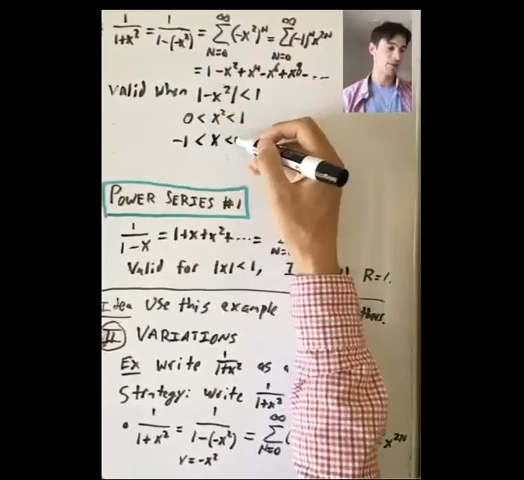 1/(1+x²) = 1/(1-(-x²)) = ∞ Σ N=0 (-x²)^N = ∞ Σ N=0 (-1)^N x^2N
= 1-x²+x⁴-x⁶+x⁸- ...
Valid when |-x²| < 1
0 < x² < 1
-1 < x <
POWER SERIES #1
1/(1-x) = 1+x+x²+ ... =
N=
Valid for |x| < 1, R=1.
Idea Use this example
II VARIATIONS
Ex write 1/(1+x²) as a
Strategy: write 1/(1+x²)
• 1/(1+x²) = 1/(1-(-x²)) = ∞ Σ N=0 ( x^2N
r=-x²